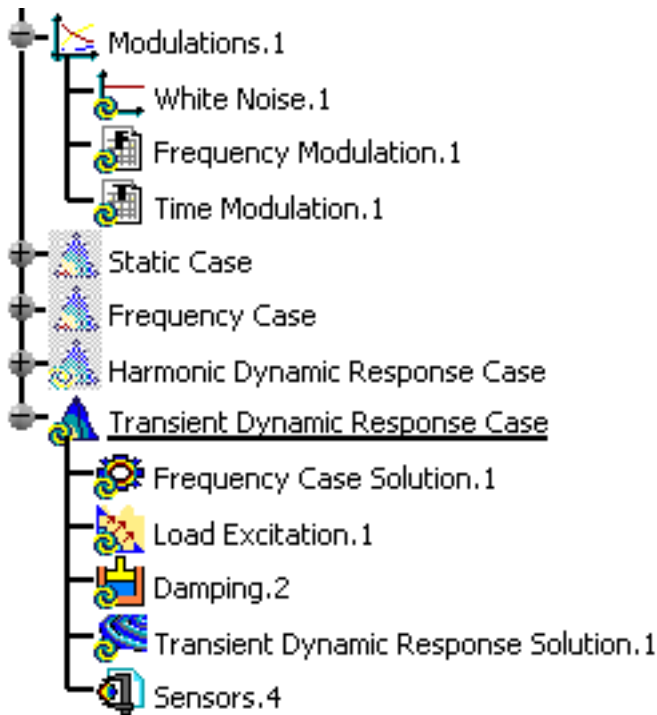 Modulations.1
White Noise.1
Frequency Modulation.1
Time Modulation.1
Static Case
Frequency Case
Harmonic Dynamic Response Case
Transient Dynamic Response Case
Frequency Case Solution.1
Load Excitation.1
Damping.2
Transient Dynamic Response Solution.1
Sensors.4